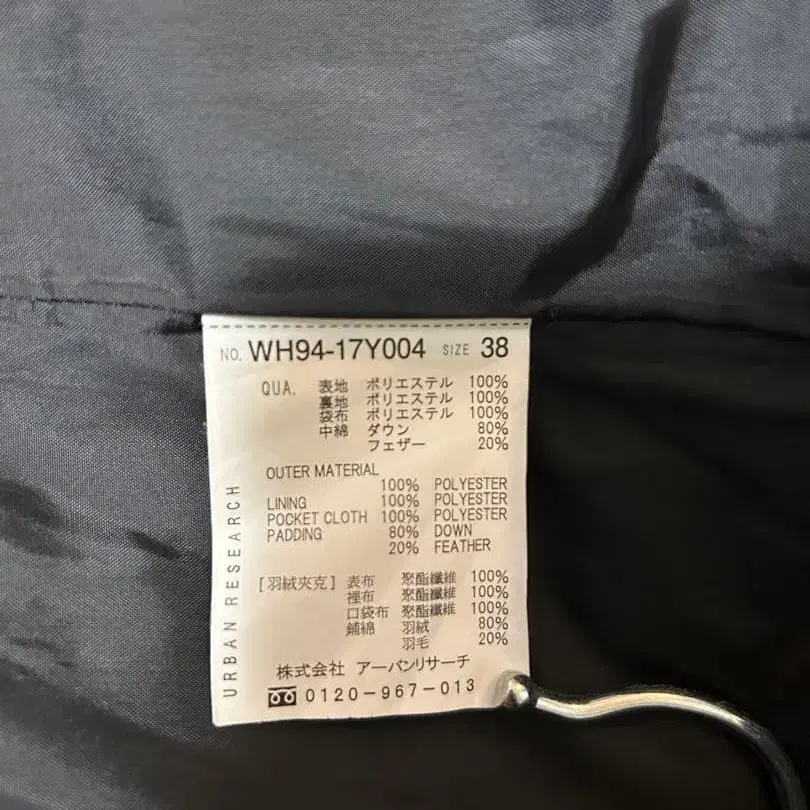 NO. WH94-17Y004 SIZE 38
QUA. 表地 ポリエステル 100%
裏地 ポリエステル 100%
袋布 ポリエステル 100%
中綿 ダウン 80%
フェザー 20%
OUTER MATERIAL
100% POLYESTER
LINING 100% POLYESTER
POCKET CLOTH 100% POLYESTER
PADDING 80% DOWN
20% FEATHER
[羽絨夾克] 表布 聚酯纖維 100%
裡布 聚酯纖維 100%
口袋布 聚酯纖維 100%
鋪綿 羽絨 80%
羽毛 20%
株式会社 アーバンリサーチ
0120-967-013
URBAN RESEARCH